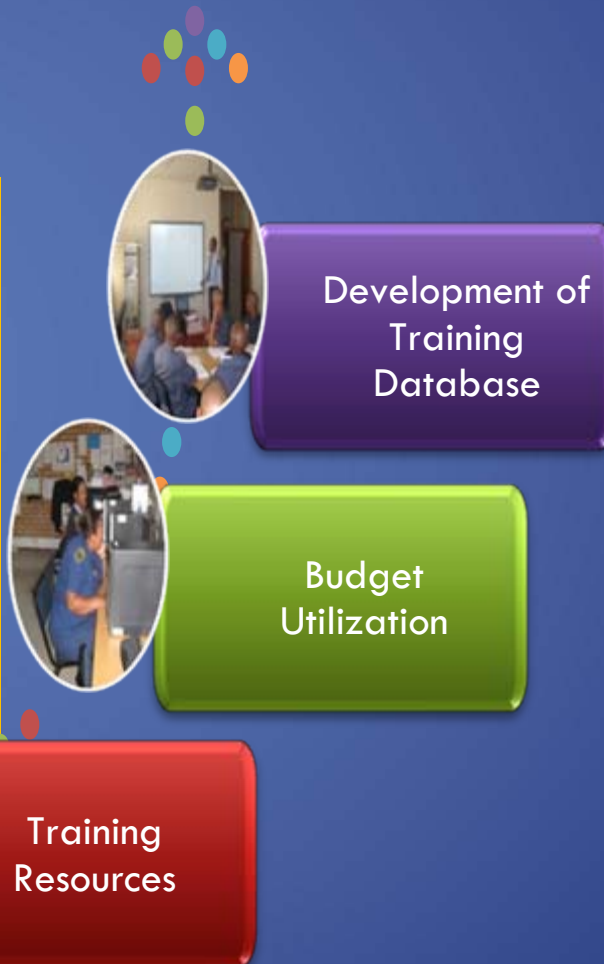 Development of
Training
Database
Budget
Utilization
Training
Resources